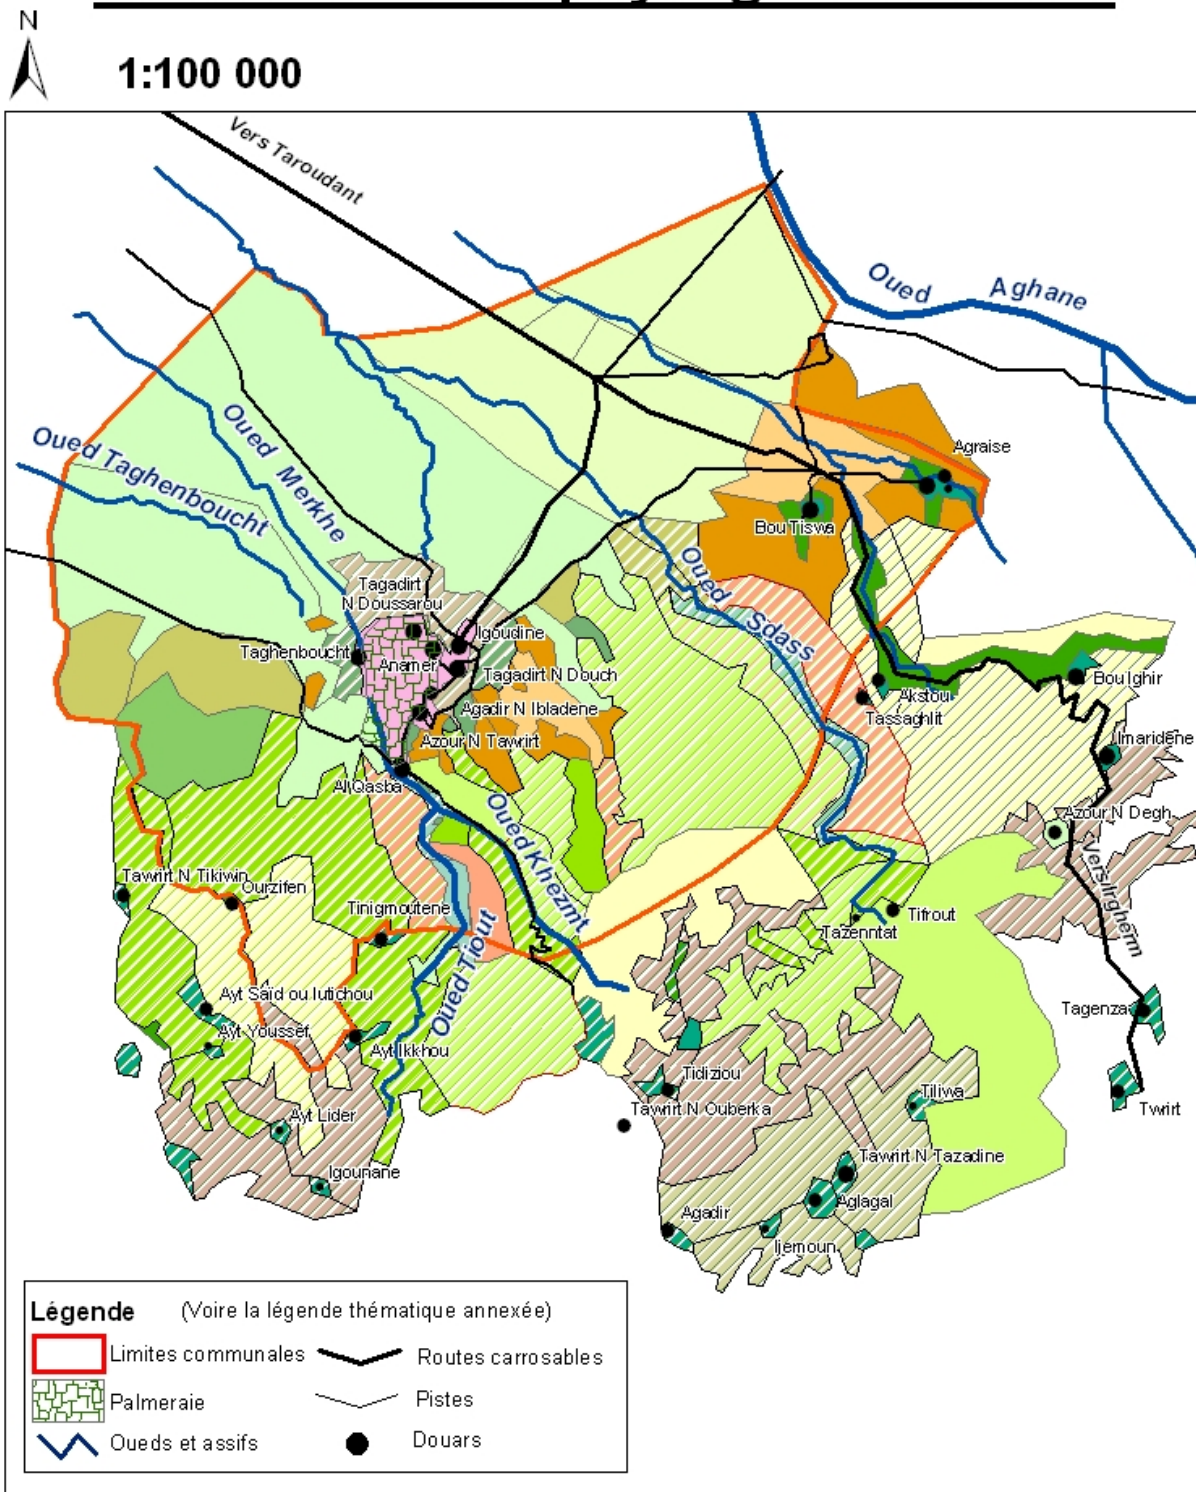 N
1:100 000
Vers Taroudant
Oued Aghane
Oued Merkhe
Oued Taghenboucht
Agraise
Bou Tiswa
Oued Sdass
Tagadirt
N Doussarou
Igoudine
Taghenboucht
Anamer
Tagadirt N Douch
Agadir N Ibladene
Azour N Tawrirt
Al Qasba
Akstou
Tassaghlit
Bou Ighir
Imaridene
Azour N Degh
Vers Irgherm
Oued Khezmt
Tawrirt N Tikiwin
Ourzifen
Tinigmoutene
Oued Tiout
Tifrout
Tazenntat
Ayt Saïd ou Iutichou
Ayt Youssef
Ayt Ikkhou
Tagenza
Tidiziou
Tawrirt N Ouberka
Tiliwa
Twrirt
Ayt Lider
Igounane
Tawrirt N Tazadine
Aglagal
Agadir
Ijemoun
Légende (Voire la légende thématique annexée)
Limites communales
Routes carrosables
Palmeraie
Pistes
Oueds et assifs
Douars